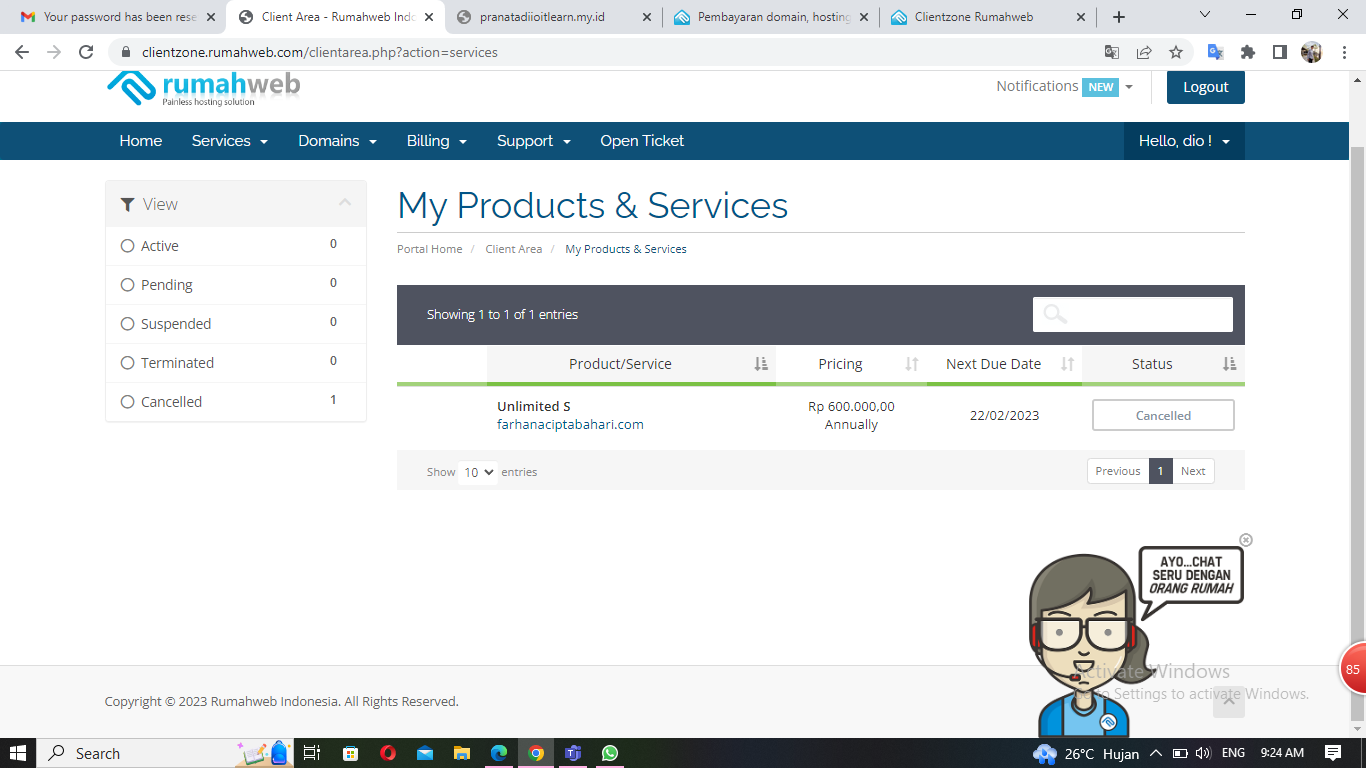 Your password has been rese
Client Area - Rumahweb Indo
pranatadiioitlearn.my.id
Pembayaran domain, hosting
Clientzone Rumahweb
clientzone.rumahweb.com/clientarea.php?action=services
rumahweb
Painless hosting solution
Notifications NEW
Logout
Home Services Domains Billing Support Open Ticket Hello, dio !
View
Active 0
Pending 0
Suspended 0
Terminated 0
Cancelled 1
My Products & Services
Portal Home / Client Area / My Products & Services
Showing 1 to 1 of 1 entries
Product/Service Pricing Next Due Date Status
Unlimited S
farhanaciptabahari.com
Rp 600.000,00
Annually
22/02/2023
Cancelled
Show 10 entries
Previous 1 Next
AYO...CHAT
SERU DENGAN
ORANG RUMAH
85
Activate Windows
Go to Settings to activate Windows.
Copyright © 2023 Rumahweb Indonesia. All Rights Reserved.
Search
26°C Hujan
ENG
9:24 AM